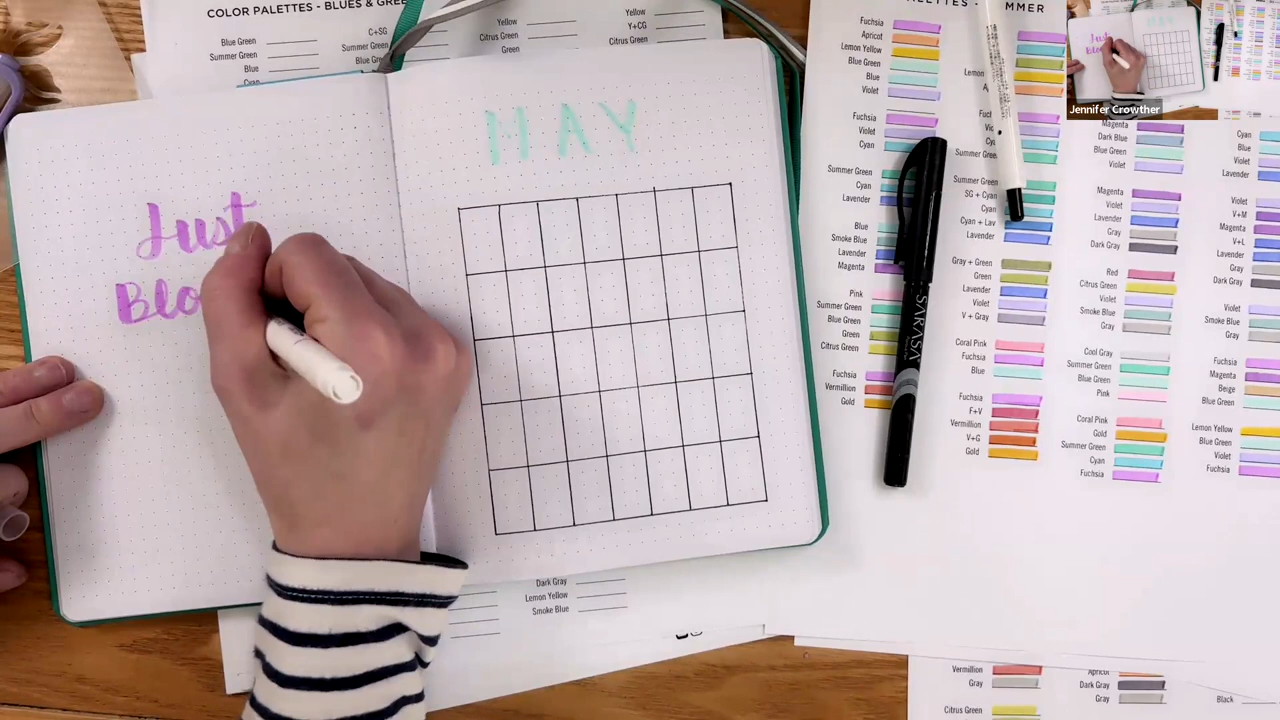 COLOR PALETTES - BLUES &
Blue Green
Summer Green
Blue
C+SG
Summer Green
Yellow
Citrus Green
Green
Yellow
Y+CG
Citrus Green
MAY
Just
Dark Gray
Lemon Yellow
Smoke Blue
SARASA
Jennifer Crowther
Fuchsia
Apricot
Lemon Yellow
Blue Green
Blue
Violet
Fuchsia
Violet
Cyan
Summer Green
Cyan
Lavender
Blue
Smoke Blue
Lavender
Magenta
Pink
Summer Green
Blue Green
Green
Citrus Green
Fuchsia
Vermillion
Gold
Summer Green
SG + Cyan
Cyan
Cyan + Lav
Lavender
Gray + Green
Green
Lavender
Violet
V + Gray
Coral Pink
Fuchsia
Blue
Fuchsia
F+V
Vermillion
V+G
Gold
Magenta
Dark Blue
Blue Green
Violet
Magenta
Violet
Lavender
Gray
Dark Gray
Red
Citrus Green
Violet
Smoke Blue
Gray
Cool Gray
Summer Green
Blue Green
Pink
Coral Pink
Gold
Summer Green
Cyan
Fuchsia
Cyan
Blue
Violet
Lavender
Violet
V+M
Magenta
V+L
Lavender
Gray
Dark Gray
Violet
Smoke Blue
Gray
Fuchsia
Magenta
Beige
Blue Green
Lemon Yellow
Blue Green
Violet
Fuchsia
Vermillion
Gray
Citrus Green
Apricot
Dark Gray
Gray
Black